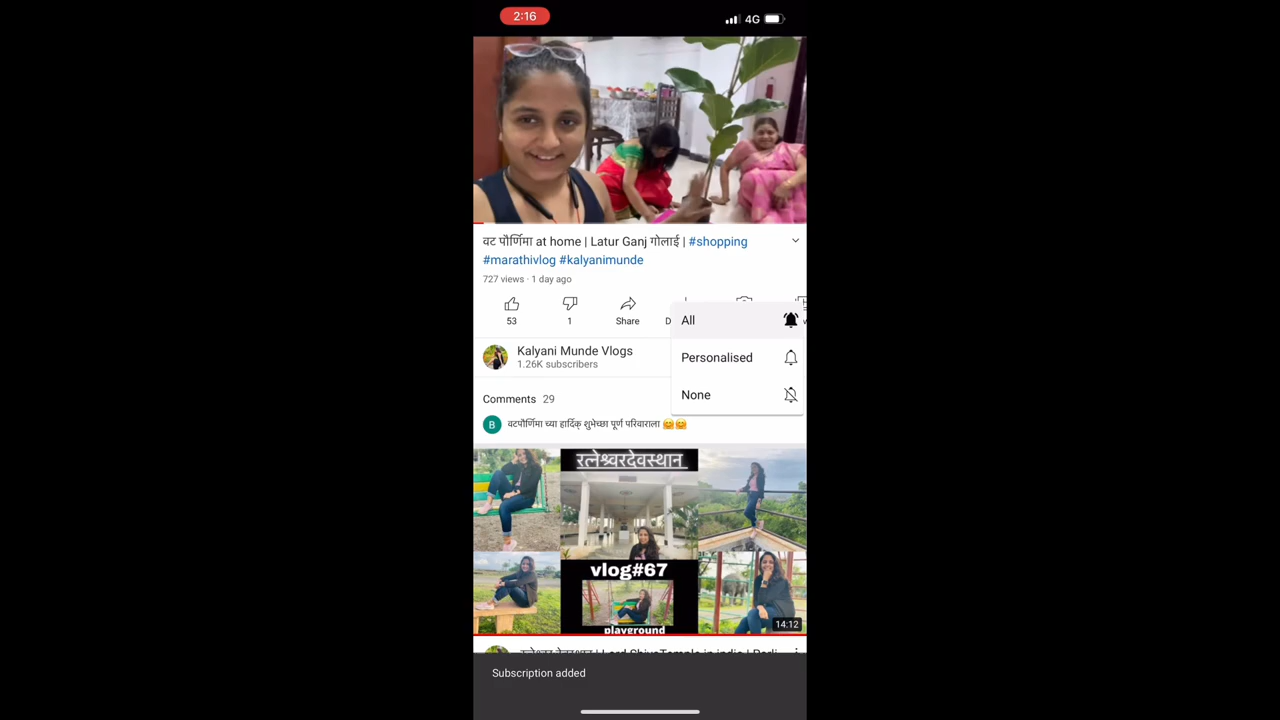 2:16
4G
वट पौर्णिमा at home | Latur Ganj गोलाई | #shopping
#marathivlog #kalyanimunde
727 views · 1 day ago
53
1
Share
D
All
Personalised
None
Kalyani Munde Vlogs
1.26K subscribers
Comments 29
B
वटपौर्णिमा च्या हार्दिक शुभेच्छा पूर्ण परिवाराला 🤗🤗
रत्नेश्र्वरदेवस्थान
vlog#67
playground
14:12
Subscription added